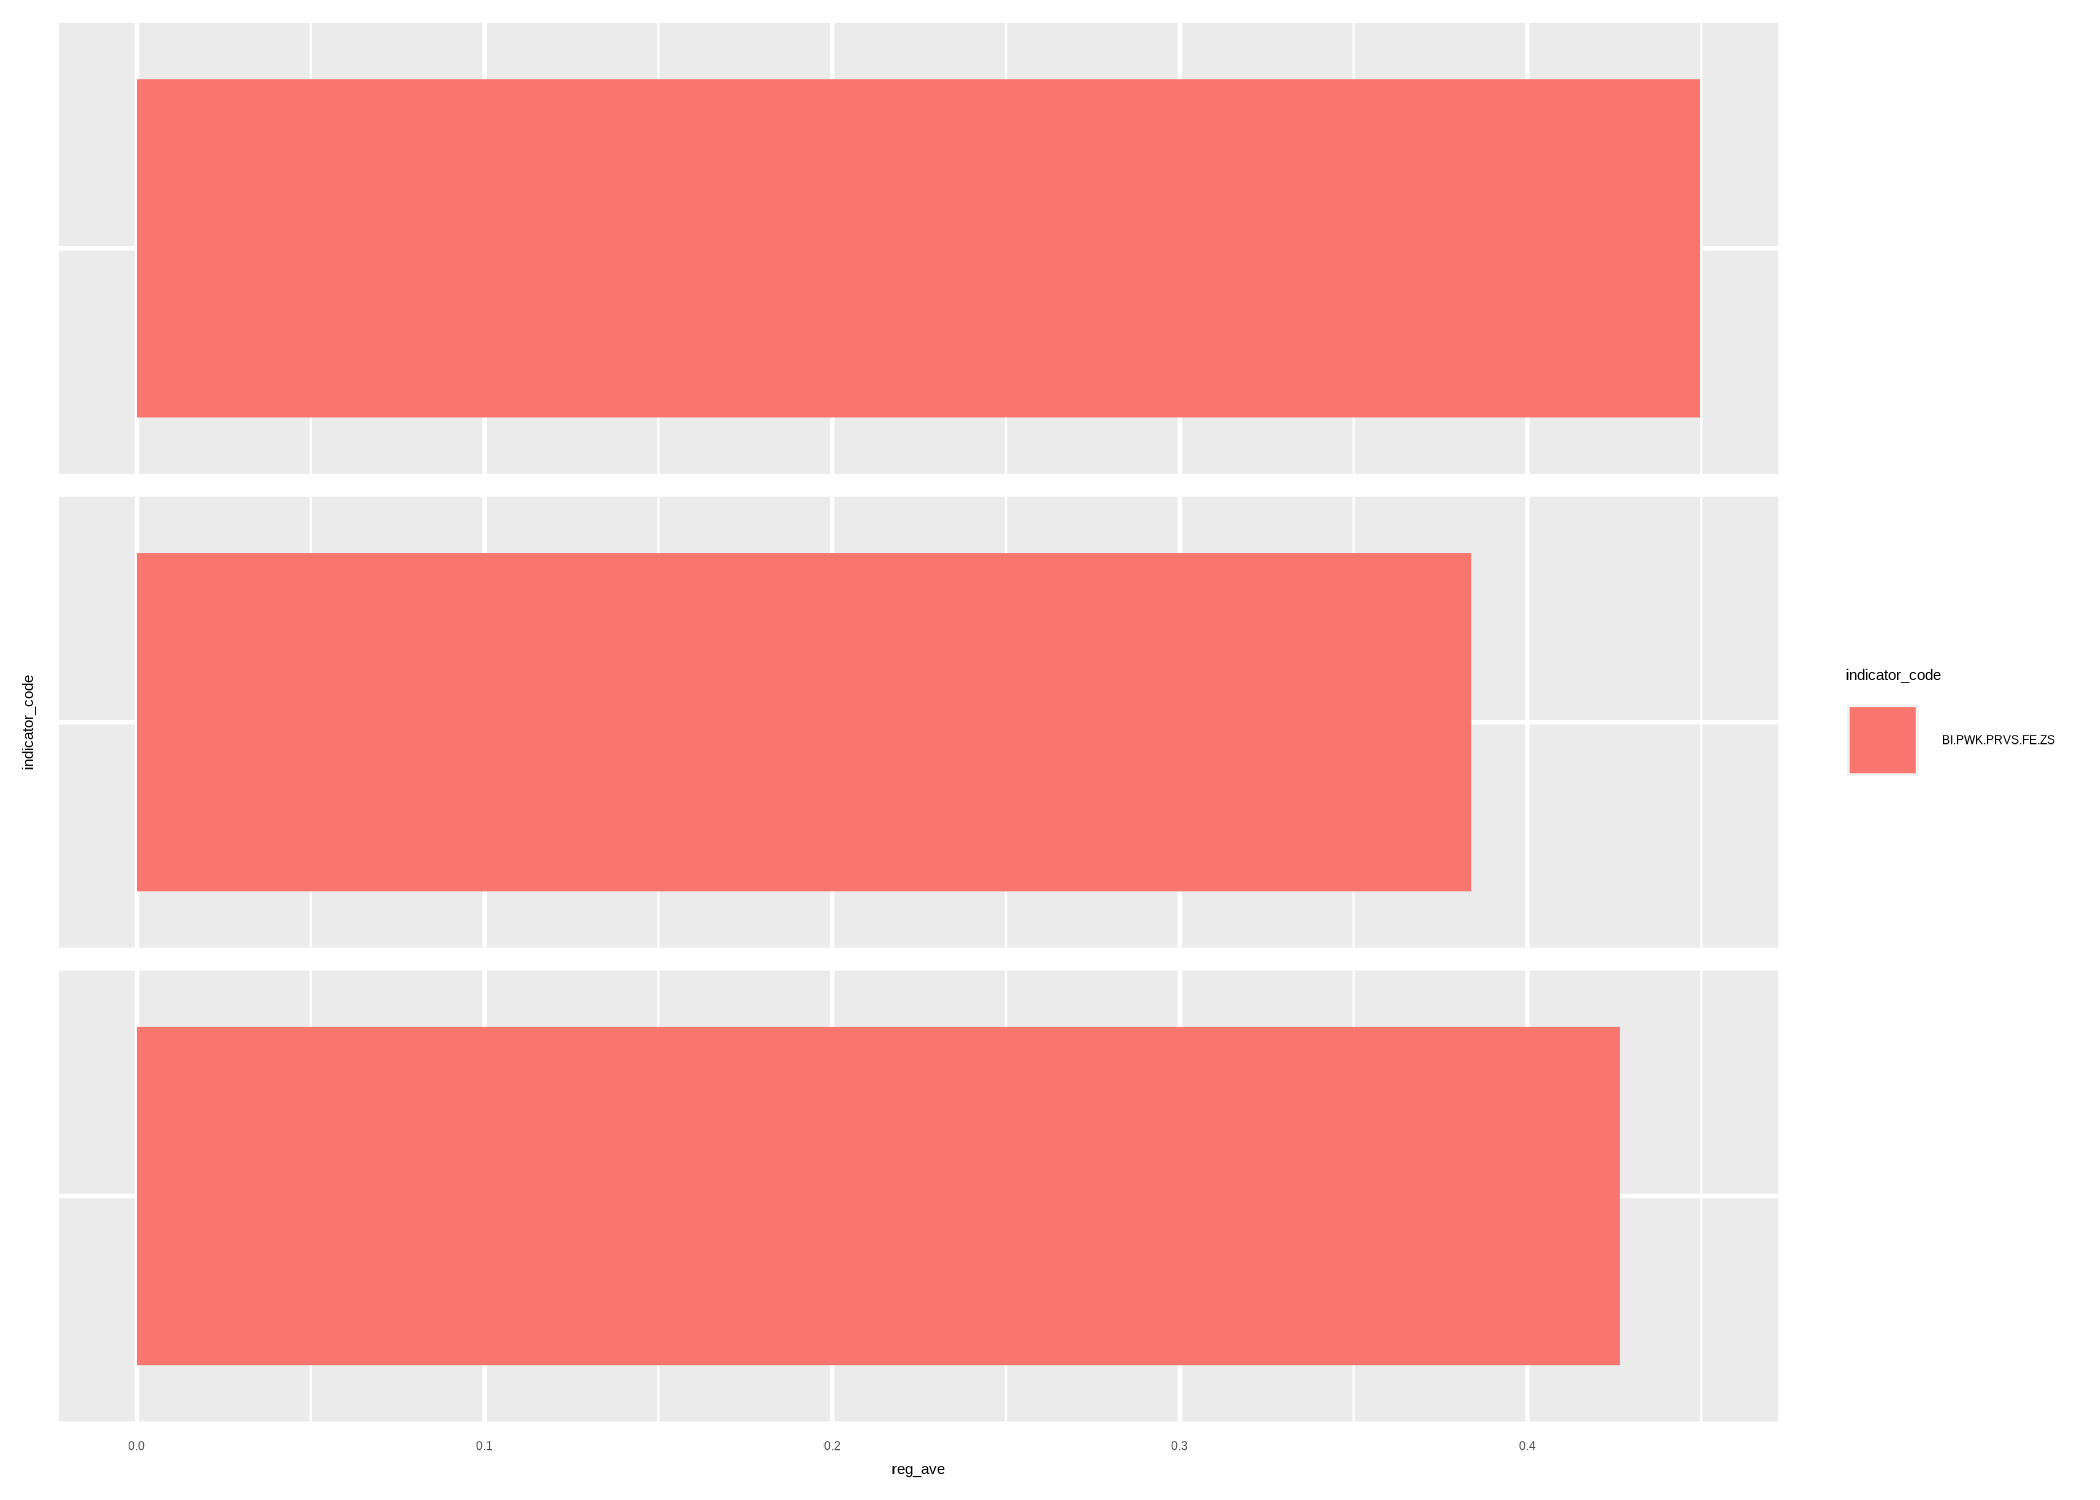 indicator_code
indicator_code
BI.PWK.PRVS.FE.ZS
0.0 0.1 0.2 0.3 0.4
reg_ave